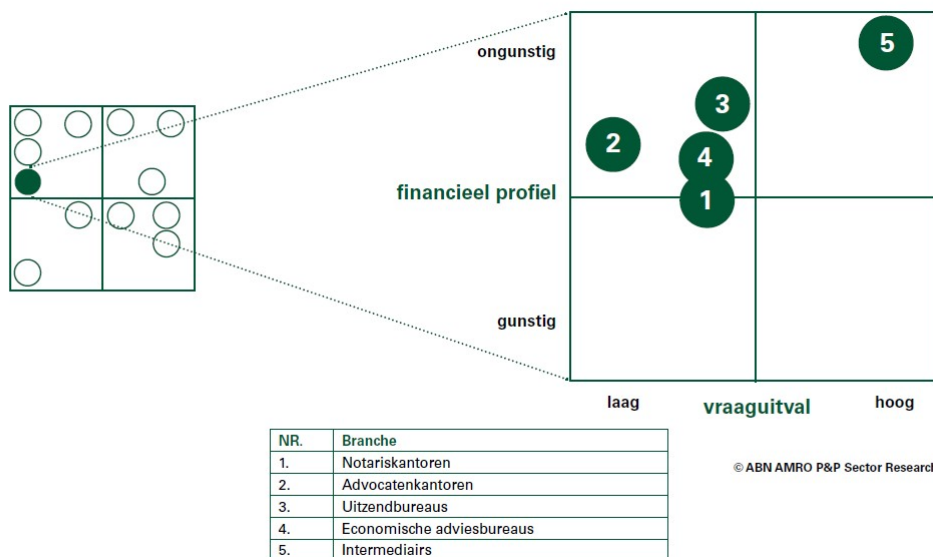 ongunstig
5
3
2
4
financieel profiel
1
gunstig
laag
vraaguitval
hoog
NR. Branche
1. Notariskantoren
2. Advocatenkantoren
3. Uitzendbureaus
4. Economische adviesbureaus
5. Intermediairs
© ABN AMRO P&P Sector Research